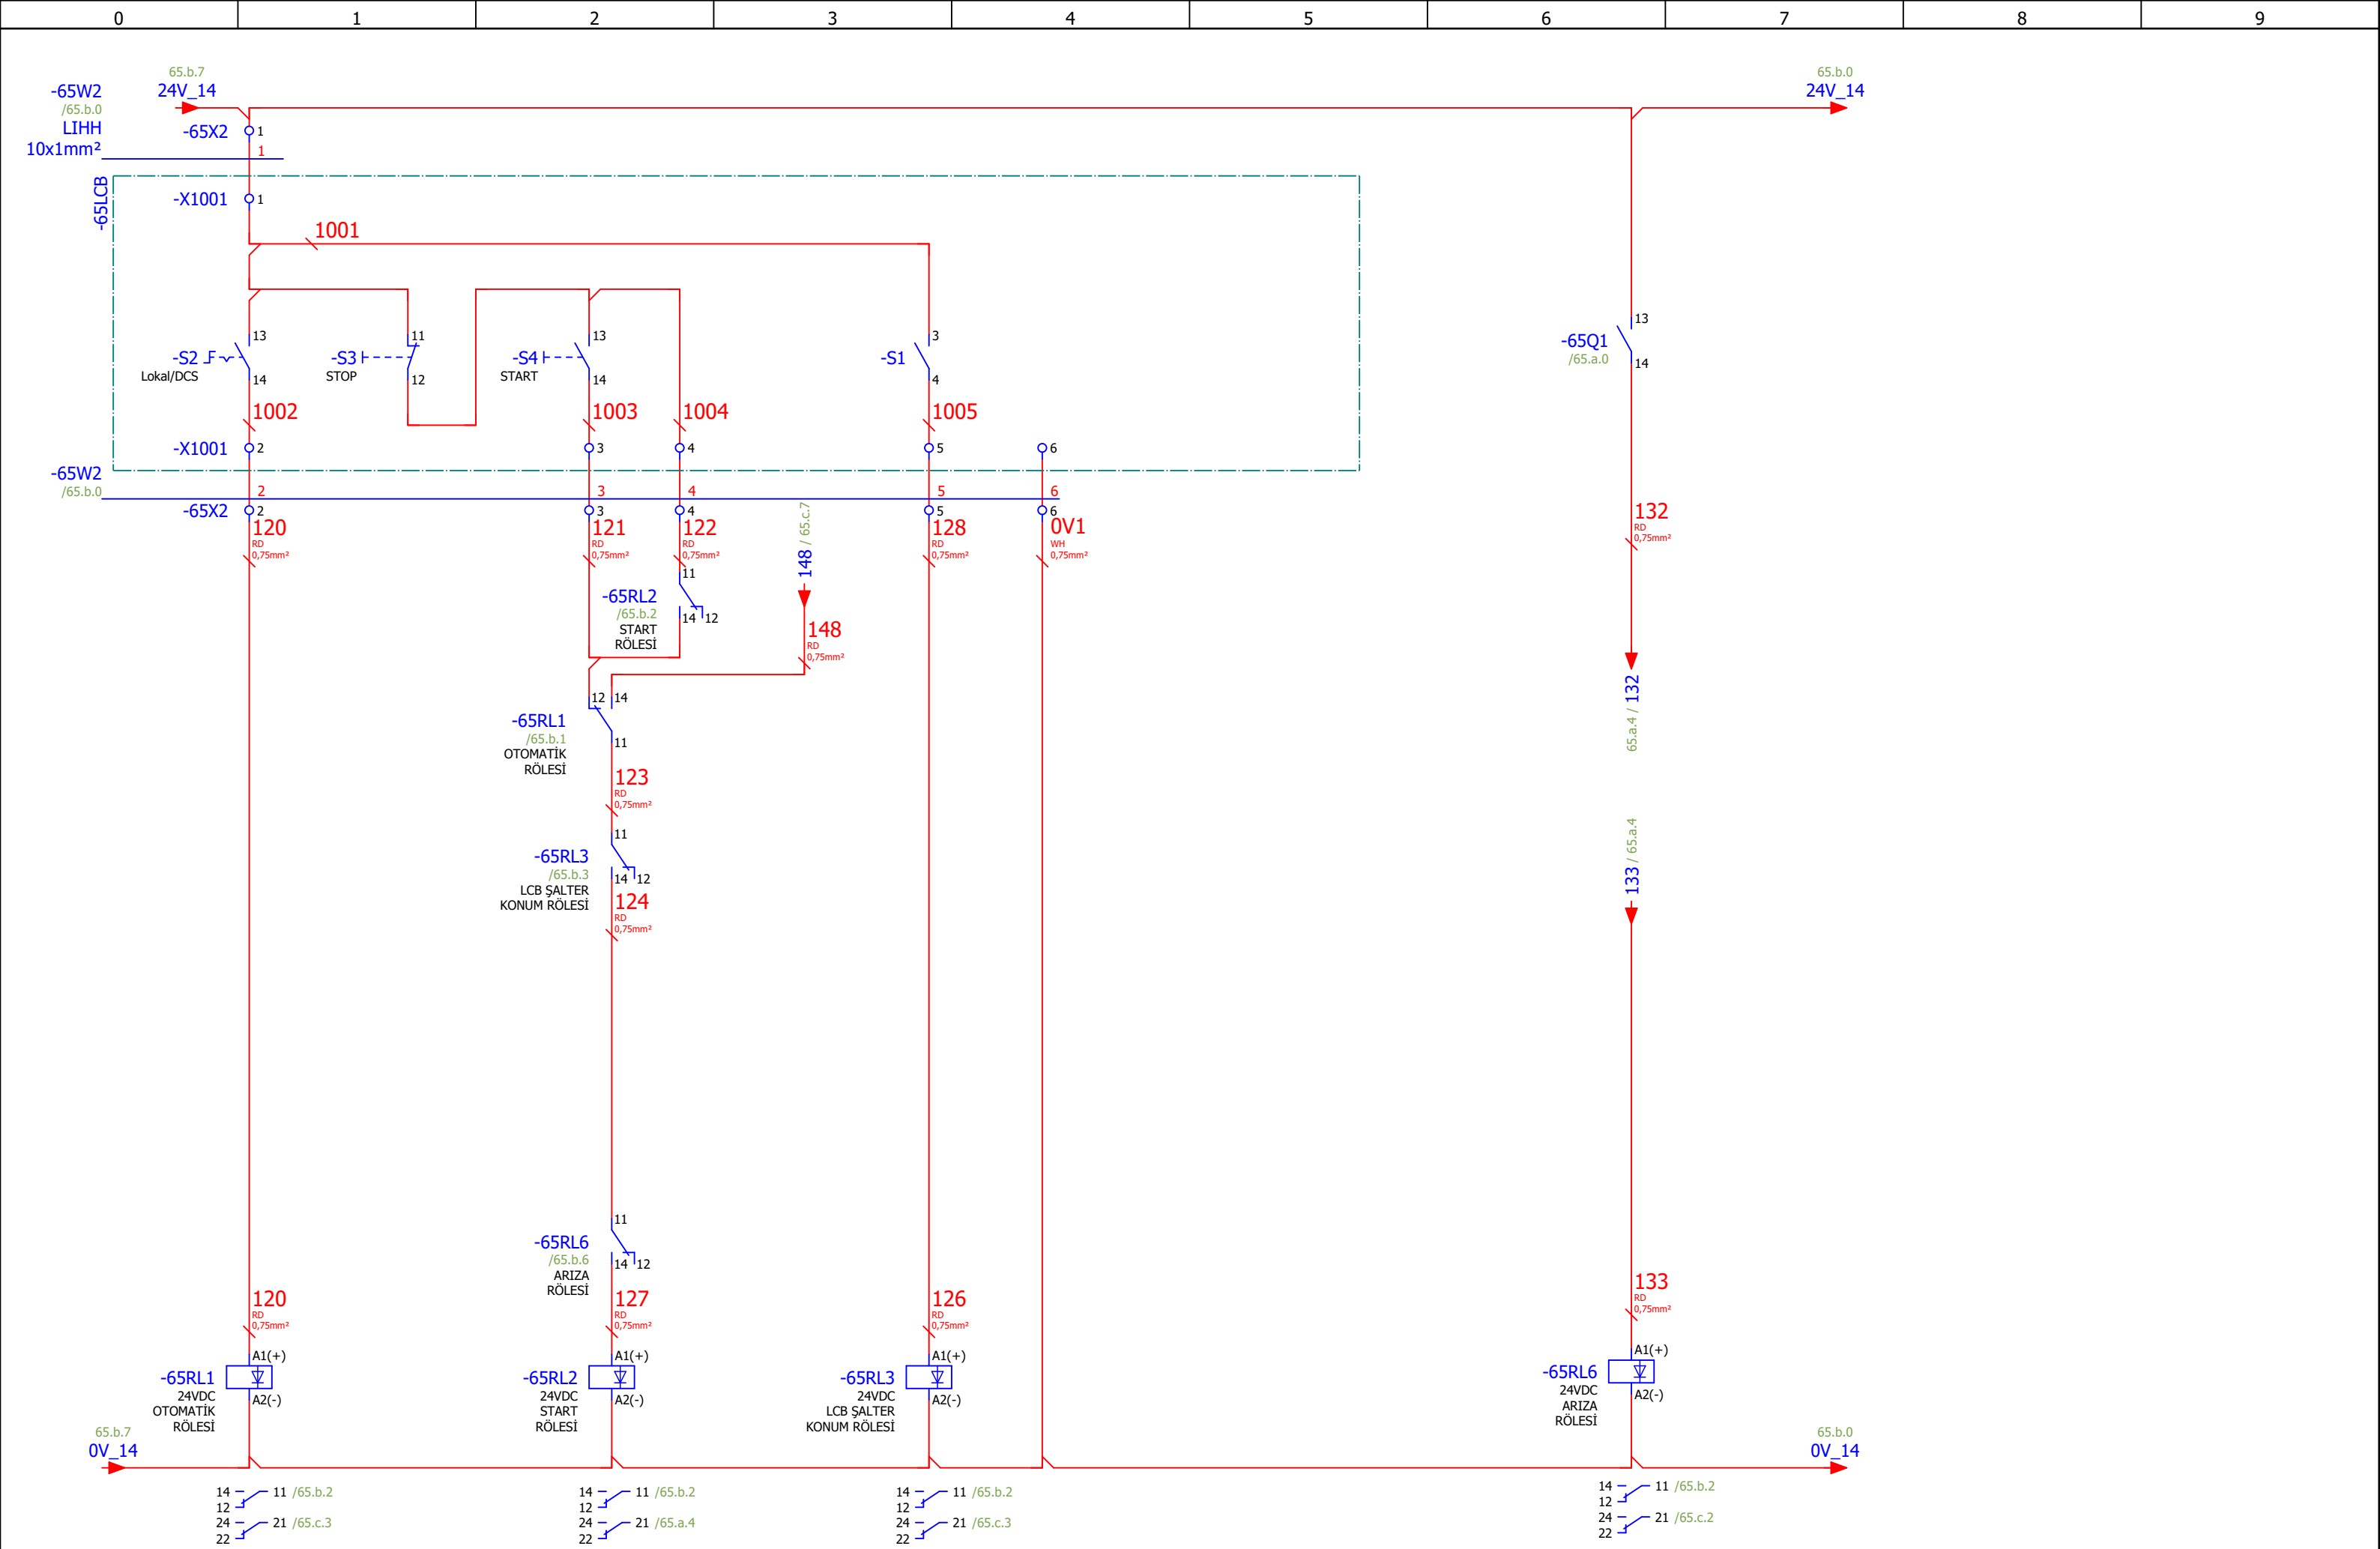 0 1 2 3 4 5 6 7 8 9
65.b.7
24V_14
65.b.0
24V_14
-65W2
/65.b.0
LIHH
10x1mm²
-65X2 1
1
-65LCB
-X1001 1
1001
-S2
Lokal/DCS
13
14
-S3
STOP
11
12
-S4
START
13
14
-S1
3
4
-65Q1
/65.a.0
13
14
1002
1003
1004
1005
-X1001 2 3 4 5 6
-65W2
/65.b.0
2 3 4 5 6
-65X2 2 3 4 5 6
120
RD
0,75mm²
121
RD
0,75mm²
122
RD
0,75mm²
148 / 65.c.7
128
RD
0,75mm²
0V1
WH
0,75mm²
132
RD
0,75mm²
-65RL2
/65.b.2
START
RÖLESİ
11
14 12
148
RD
0,75mm²
65.a.4 / 132
-65RL1
/65.b.1
OTOMATİK
RÖLESİ
12 14
11
123
RD
0,75mm²
-65RL3
/65.b.3
LCB ŞALTER
KONUM RÖLESİ
11
14 12
124
RD
0,75mm²
133 / 65.a.4
-65RL6
/65.b.6
ARIZA
RÖLESİ
11
14 12
120
RD
0,75mm²
127
RD
0,75mm²
126
RD
0,75mm²
133
RD
0,75mm²
-65RL1
24VDC
OTOMATİK
RÖLESİ
A1(+)
A2(-)
-65RL2
24VDC
START
RÖLESİ
A1(+)
A2(-)
-65RL3
24VDC
LCB ŞALTER
KONUM RÖLESİ
A1(+)
A2(-)
-65RL6
24VDC
ARIZA
RÖLESİ
A1(+)
A2(-)
65.b.7
0V_14
65.b.0
0V_14
14 11 /65.b.2
12
24 21 /65.c.3
22
14 11 /65.b.2
12
24 21 /65.a.4
22
14 11 /65.b.2
12
24 21 /65.c.3
22
14 11 /65.b.2
12
24 21 /65.c.2
22